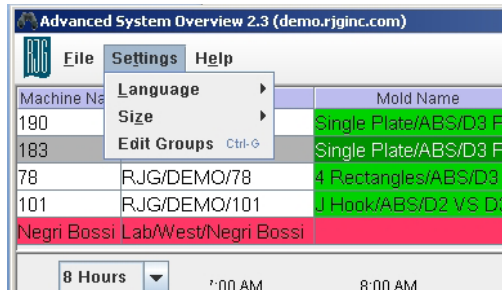 Advanced System Overview 2.3 (demo.rjginc.com)
RJG File Settings Help
Machine Na Mold Name
Language
190 Single Plate/ABS/D3 F
Size
183 Single Plate/ABS/D3 F
Edit Groups Ctrl-G
78 RJG/DEMO/78 4 Rectangles/ABS/D3
101 RJG/DEMO/101 J Hook/ABS/D2 VS D3
Negri Bossi Lab/West/Negri Bossi
8 Hours 7:00 AM 8:00 AM